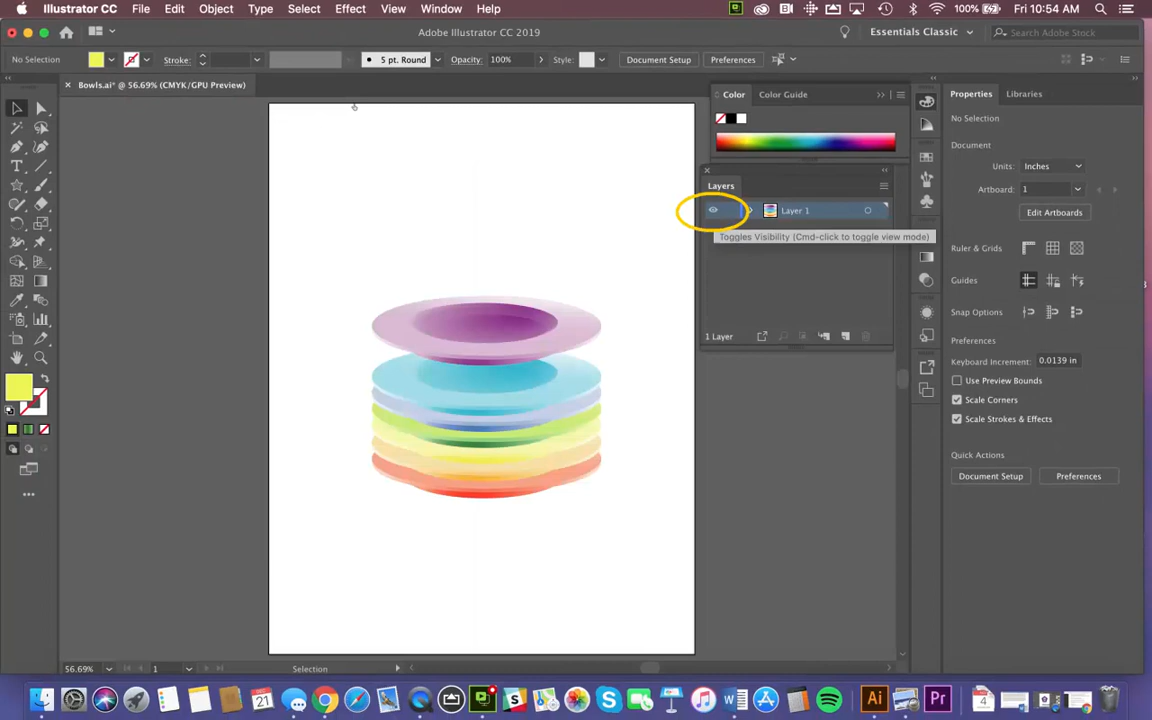 Illustrator CC File Edit Object Type Select Effect View Window Help 100% Fri 10:54 AM
Adobe Illustrator CC 2019 Essentials Classic Search Adobe Stock
No Selection Stroke: 5 pt. Round Opacity: 100% Style: Document Setup Preferences
Bowls.ai* @ 56.69% (CMYK/GPU Preview)
Color Color Guide
Properties Libraries
No Selection
Document
Units: Inches
Artboard: 1
Edit Artboards
Layers
Layer 1
Toggles Visibility (Cmd-click to toggle view mode)
Ruler & Grids
Guides
Snap Options
1 Layer
Preferences
Keyboard Increment: 0.0139 in
Use Preview Bounds
Scale Corners
Scale Strokes & Effects
Quick Actions
Document Setup Preferences
56.69% 1 Selection
21 Ai Pr 4